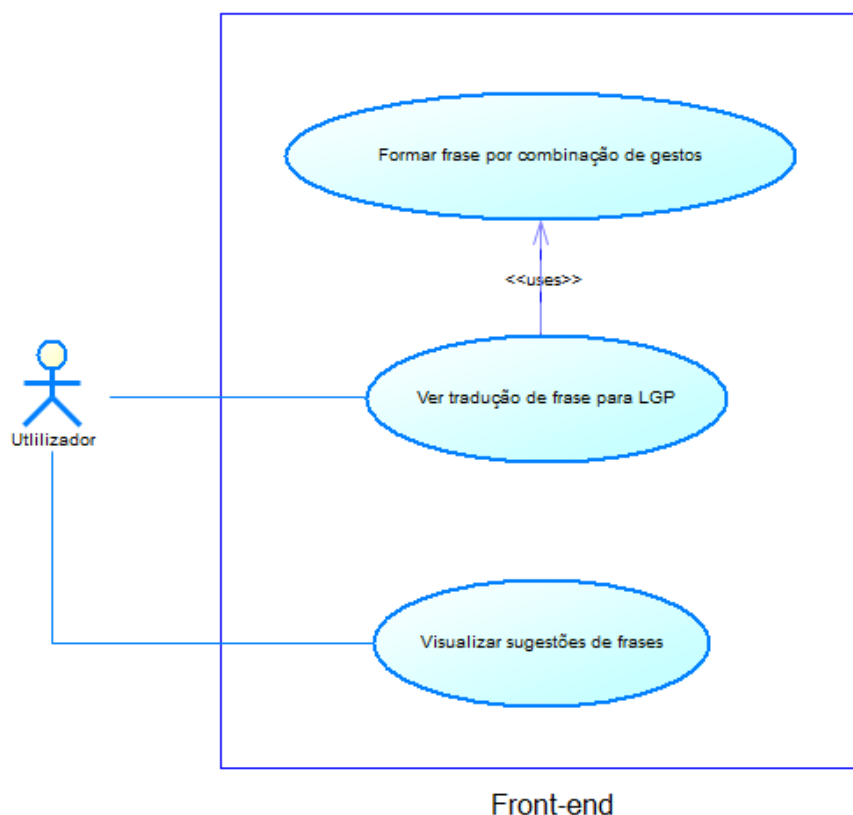 Formar frase por combinação de gestos
<<uses>>
Ver tradução de frase para LGP
Utlilizador
Visualizar sugestões de frases
Front-end